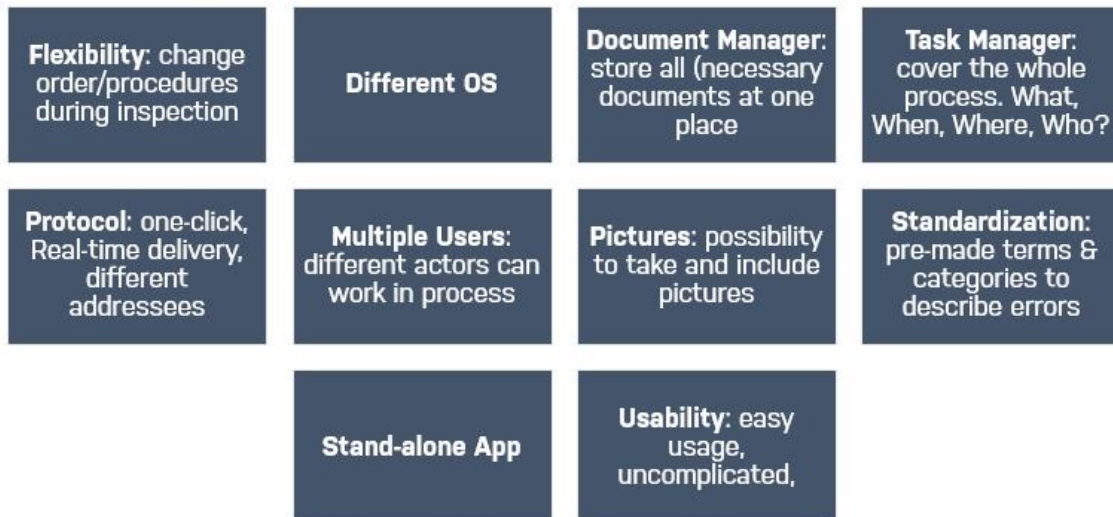 Flexibility: change
order/procedures
during inspection
Different OS
Document Manager:
store all (necessary
documents at one
place
Task Manager:
cover the whole
process. What,
When, Where, Who?
Protocol: one-click,
Real-time delivery,
different
addressees
Multiple Users:
different actors can
work in process
Pictures: possibility
to take and include
pictures
Standardization:
pre-made terms &
categories to
describe errors
Stand-alone App
Usability: easy
usage,
uncomplicated,